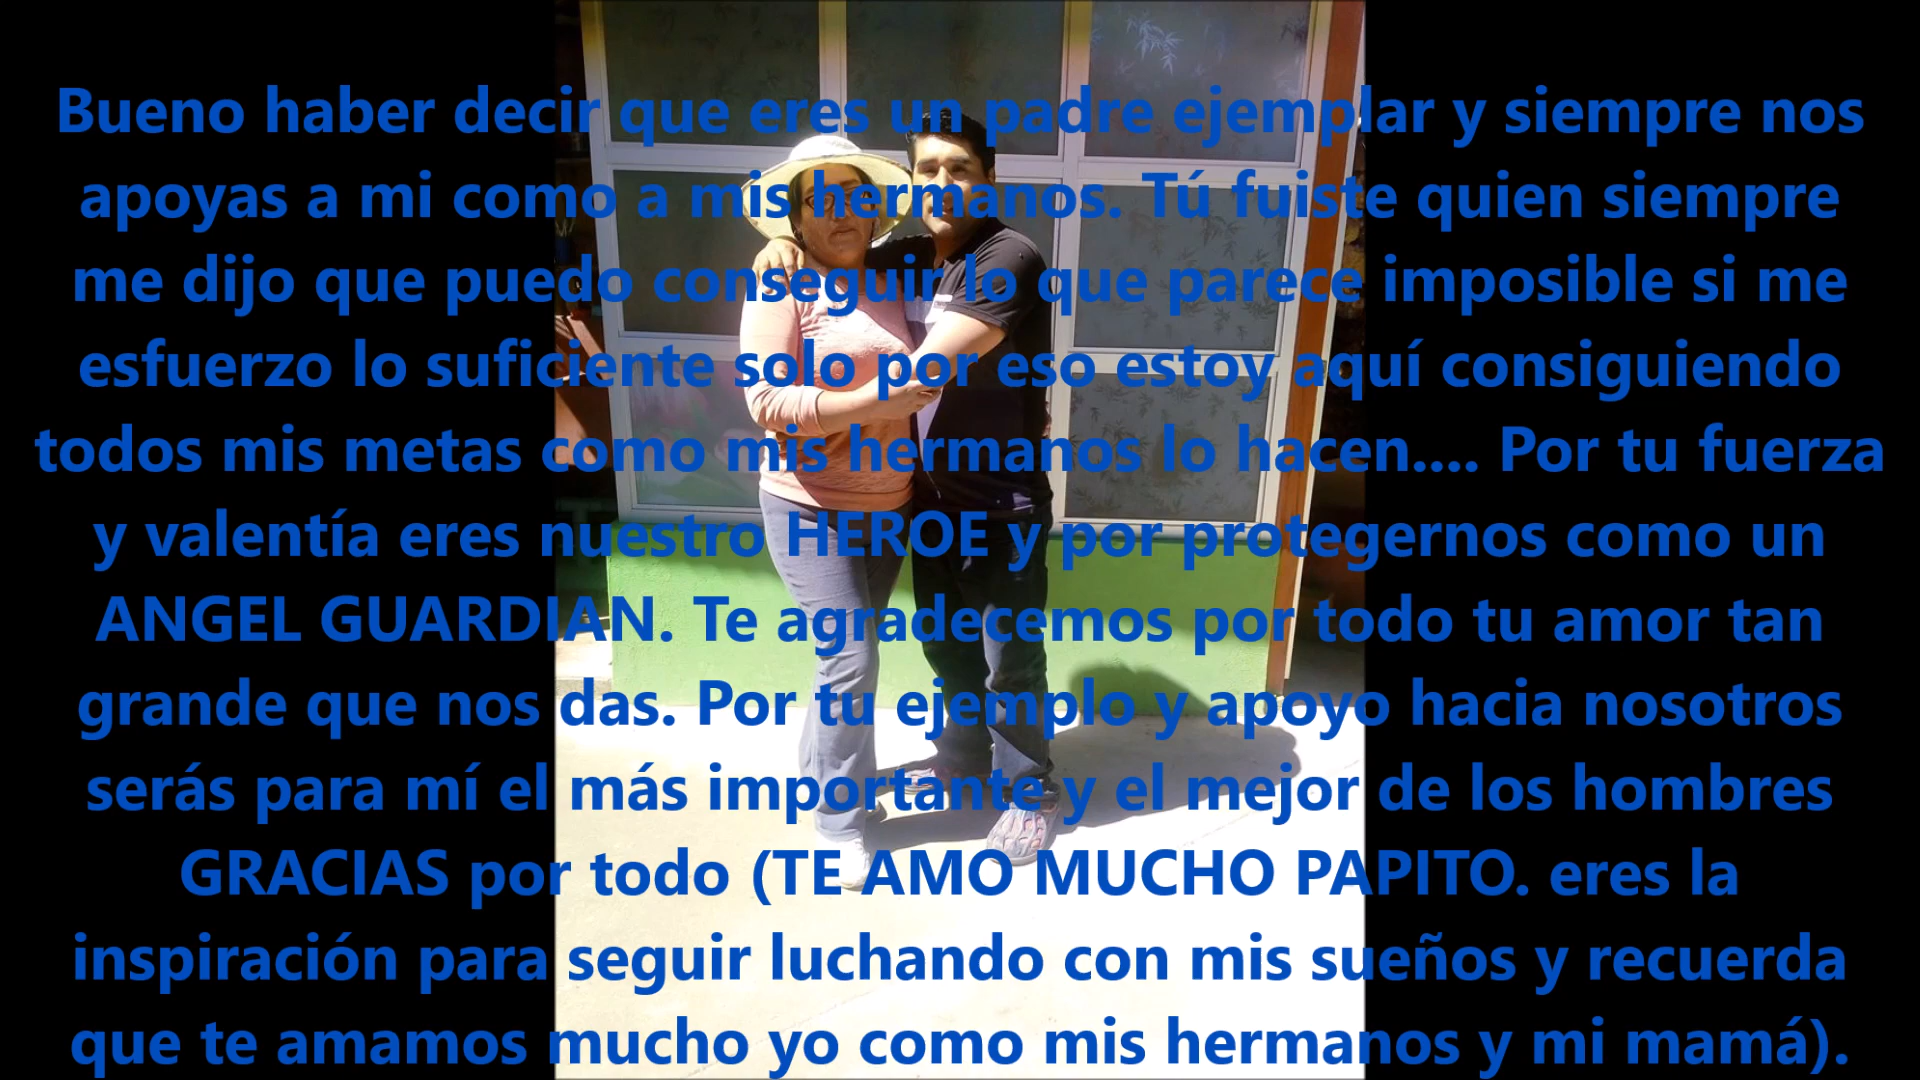 Bueno haber decir que eres un padre ejemplar y siempre nos
apoyas a mi como a mis hermanos. Tú fuiste quien siempre
me dijo que puedo conseguir lo que parece imposible si me
esfuerzo lo suficiente solo por eso estoy aquí consiguiendo
todos mis metas como mis hermanos lo hacen.... Por tu fuerza
y valentía eres nuestro HEROE y por protegernos como un
ANGEL GUARDIAN. Te agradecemos por todo tu amor tan
grande que nos das. Por tu ejemplo y apoyo hacia nosotros
serás para mí el más importante y el mejor de los hombres
GRACIAS por todo (TE AMO MUCHO PAPITO. eres la
inspiración para seguir luchando con mis sueños y recuerda
que te amamos mucho yo como mis hermanos y mi mamá).